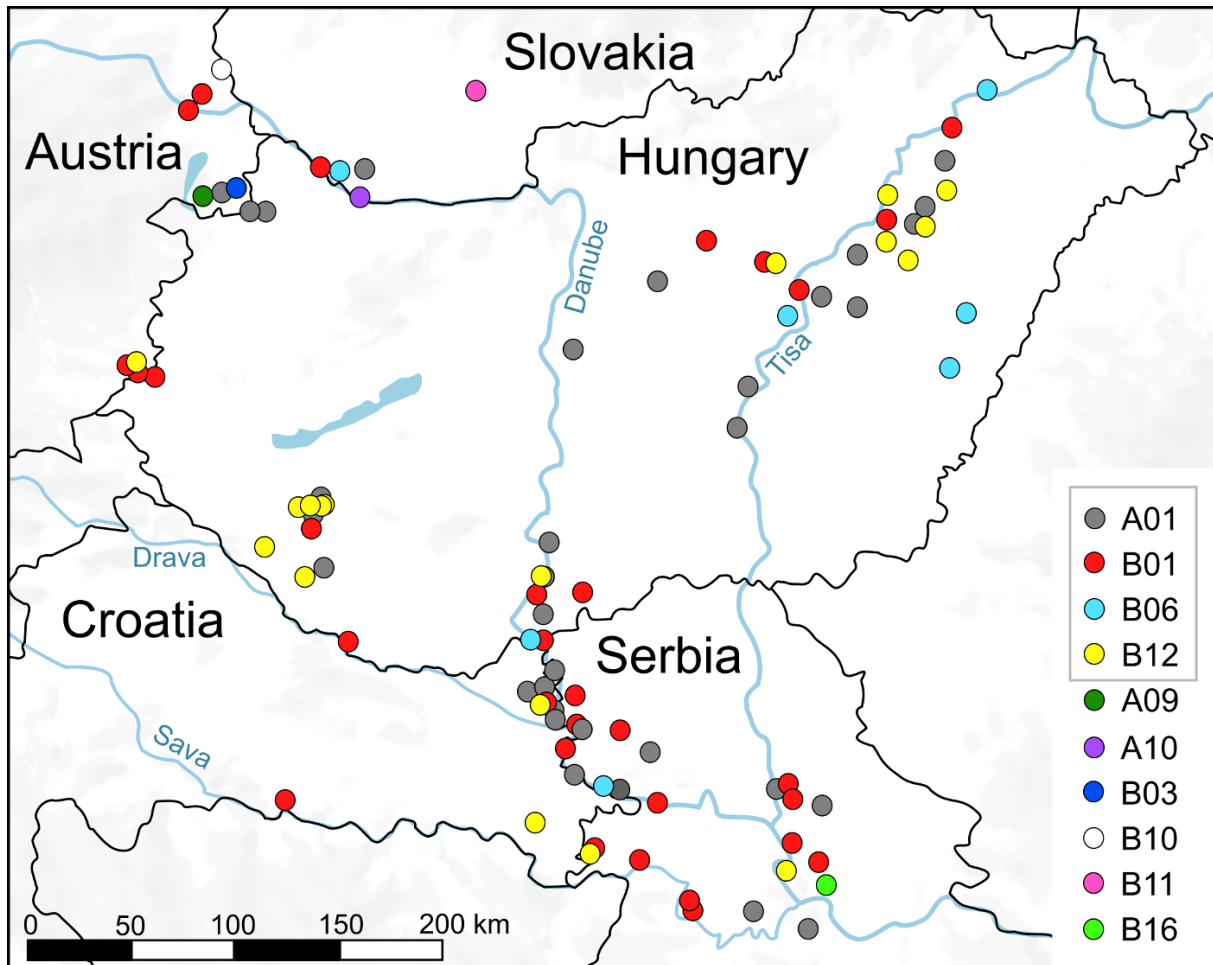 Slovakia
Austria
Hungary
Danube
Tisa
Drava
Croatia
Serbia
Sava
A01
B01
B06
B12
A09
A10
B03
B10
B11
B16
0 50 100 150 200 km